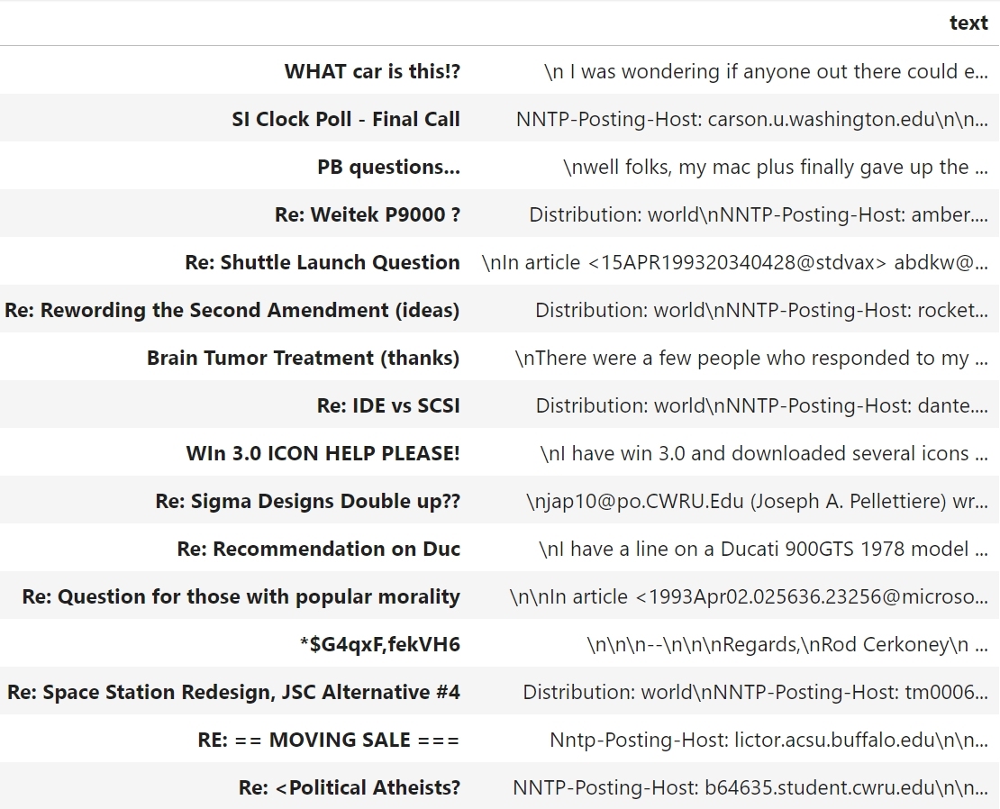 text
WHAT car is this!? \n I was wondering if anyone out there could e...
SI Clock Poll - Final Call NNTP-Posting-Host: carson.u.washington.edu\n\n...
PB questions... \nwell folks, my mac plus finally gave up the ...
Re: Weitek P9000 ? Distribution: world\nNNTP-Posting-Host: amber....
Re: Shuttle Launch Question \nIn article <15APR199320340428@stdvax> abdkw@...
Re: Rewording the Second Amendment (ideas) Distribution: world\nNNTP-Posting-Host: rocket...
Brain Tumor Treatment (thanks) \nThere were a few people who responded to my ...
Re: IDE vs SCSI Distribution: world\nNNTP-Posting-Host: dante....
WIn 3.0 ICON HELP PLEASE! \nI have win 3.0 and downloaded several icons ...
Re: Sigma Designs Double up?? \njap10@po.CWRU.Edu (Joseph A. Pellettiere) wr...
Re: Recommendation on Duc \nI have a line on a Ducati 900GTS 1978 model ...
Re: Question for those with popular morality \n\nIn article <1993Apr02.025636.23256@microso...
*$G4qxF,fekVH6 \n\n\n--\n\n\nRegards,\nRod Cerkoney\n ...
Re: Space Station Redesign, JSC Alternative #4 Distribution: world\nNNTP-Posting-Host: tm0006...
RE: == MOVING SALE === Nntp-Posting-Host: lictor.acsu.buffalo.edu\n\n...
Re: <Political Atheists? NNTP-Posting-Host: b64635.student.cwru.edu\n\n...